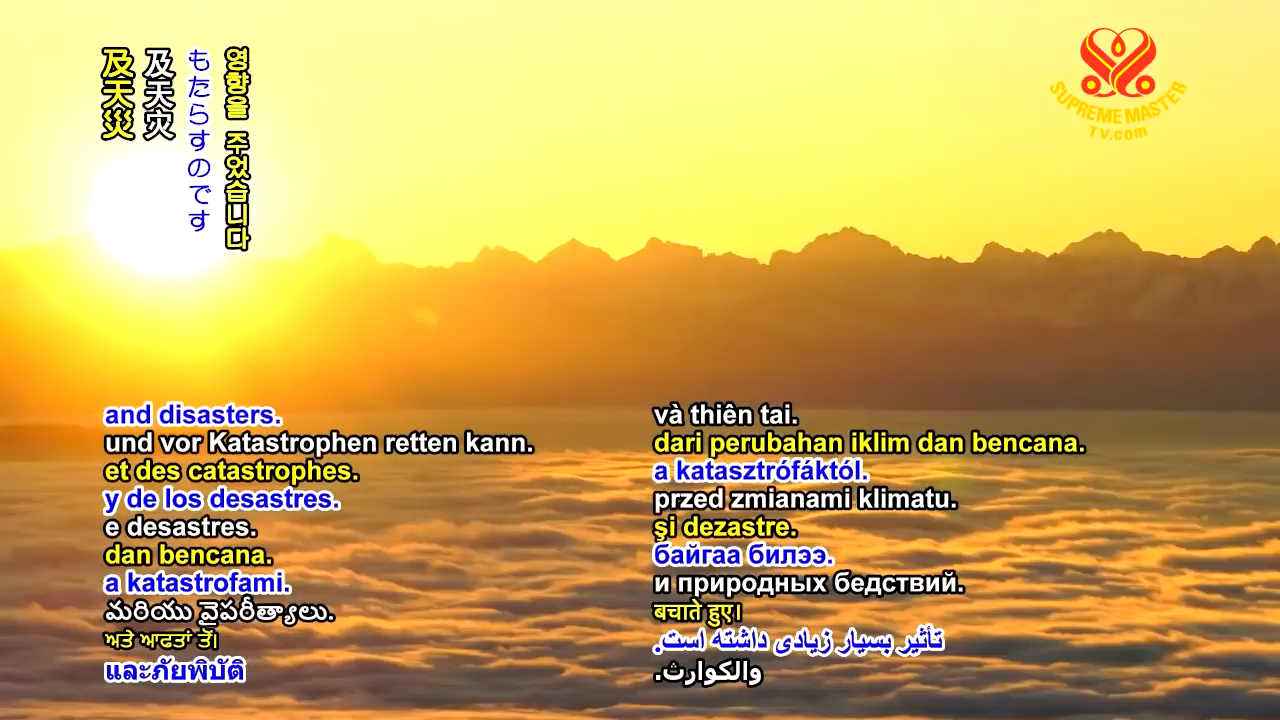 及天災
及天灾
もたらすのです
영향을 주었습니다
SUPREME MASTER
TV.com
and disasters.
und vor Katastrophen retten kann.
et des catastrophes.
y de los desastres.
e desastres.
dan bencana.
a katastrofami.
మరియు వైపరీత్యాలు.
ਅਤੇ ਆਫਤਾਂ ਤੋਂ।
และภัยพิบัติ
và thiên tai.
dari perubahan iklim dan bencana.
a katasztrófáktól.
przed zmianami klimatu.
şi dezastre.
байгаа билээ.
и природных бедствий.
बचाते हुए।
تأثیر بسیار زیادی داشته است.
والكوارث.